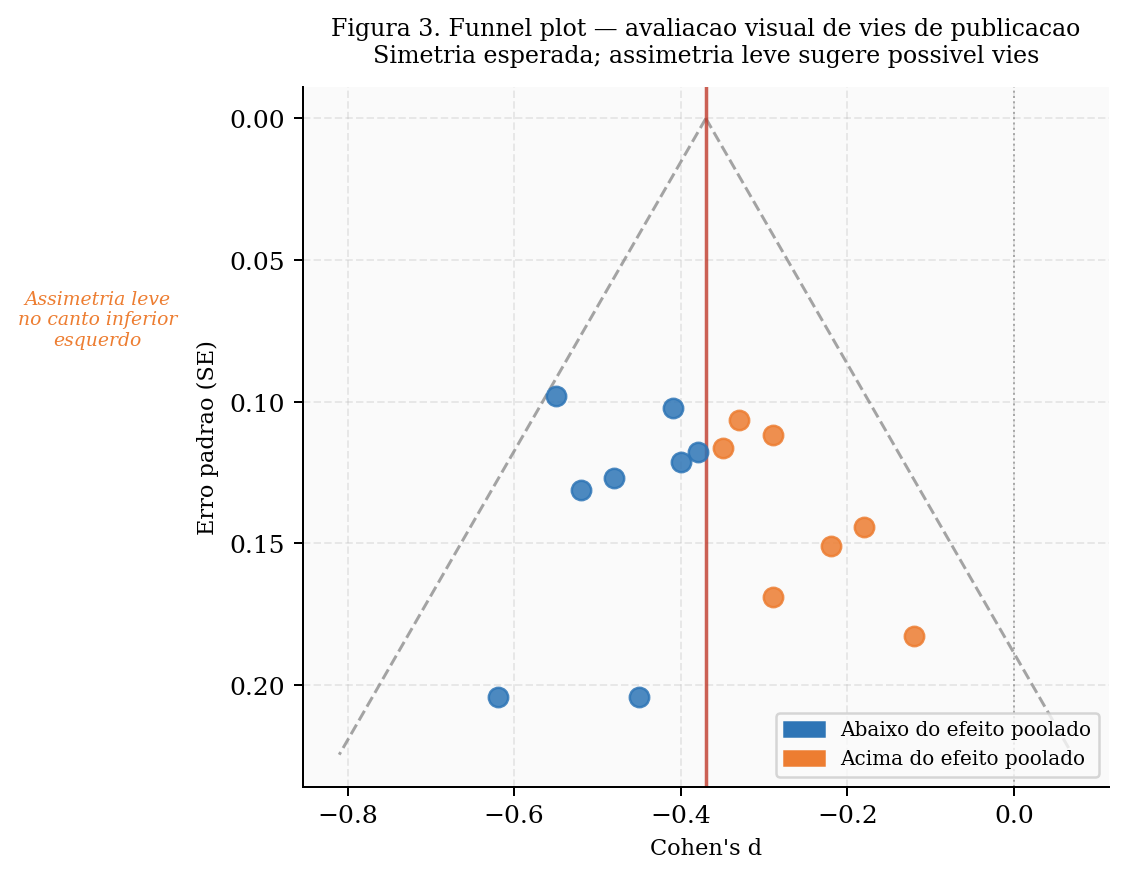 Figura 3. Funnel plot — avaliacao visual de vies de publicacao
Simetria esperada; assimetria leve sugere possivel vies
0.00
0.05
0.10
0.15
0.20
Assimetria leve
no canto inferior
esquerdo
Erro padrao (SE)
Abaixo do efeito poolado
Acima do efeito poolado
−0.8
−0.6
−0.4
−0.2
0.0
Cohen's d